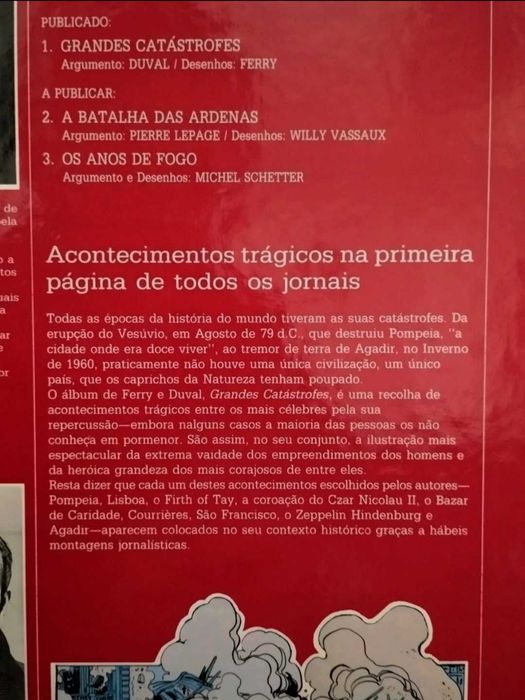 PUBLICADO:
1. GRANDES CATÁSTROFES
Argumento: DUVAL / Desenhos: FERRY
A PUBLICAR:
2. A BATALHA DAS ARDENAS
Argumento: PIERRE LEPAGE / Desenhos: WILLY VASSAUX
3. OS ANOS DE FOGO
Argumento e Desenhos: MICHEL SCHETTER
de
ela
o a
tos
uais
a
ar
e
or
Acontecimentos trágicos na primeira
página de todos os jornais
Todas as épocas da história do mundo tiveram as suas catástrofes. Da
erupção do Vesúvio, em Agosto de 79 d.C., que destruiu Pompeia, "a
cidade onde era doce viver", ao tremor de terra de Agadir, no Inverno
de 1960, praticamente não houve uma única civilização, um único
país, que os caprichos da Natureza tenham poupado.
O álbum de Ferry e Duval, Grandes Catástrofes, é uma recolha de
acontecimentos trágicos entre os mais célebres pela sua
repercussão—embora nalguns casos a maioria das pessoas os não
conheça em pormenor. São assim, no seu conjunto, a ilustração mais
espectacular da extrema vaidade dos empreendimentos dos homens e
da heróica grandeza dos mais corajosos de entre eles.
Resta dizer que cada um destes acontecimentos escolhidos pelos autores—
Pompeia, Lisboa, o Firth of Tay, a coroação do Czar Nicolau II, o Bazar
de Caridade, Courrières, São Francisco, o Zeppelin Hindenburg e
Agadir—aparecem colocados no seu contexto histórico graças a hábeis
montagens jornalísticas.